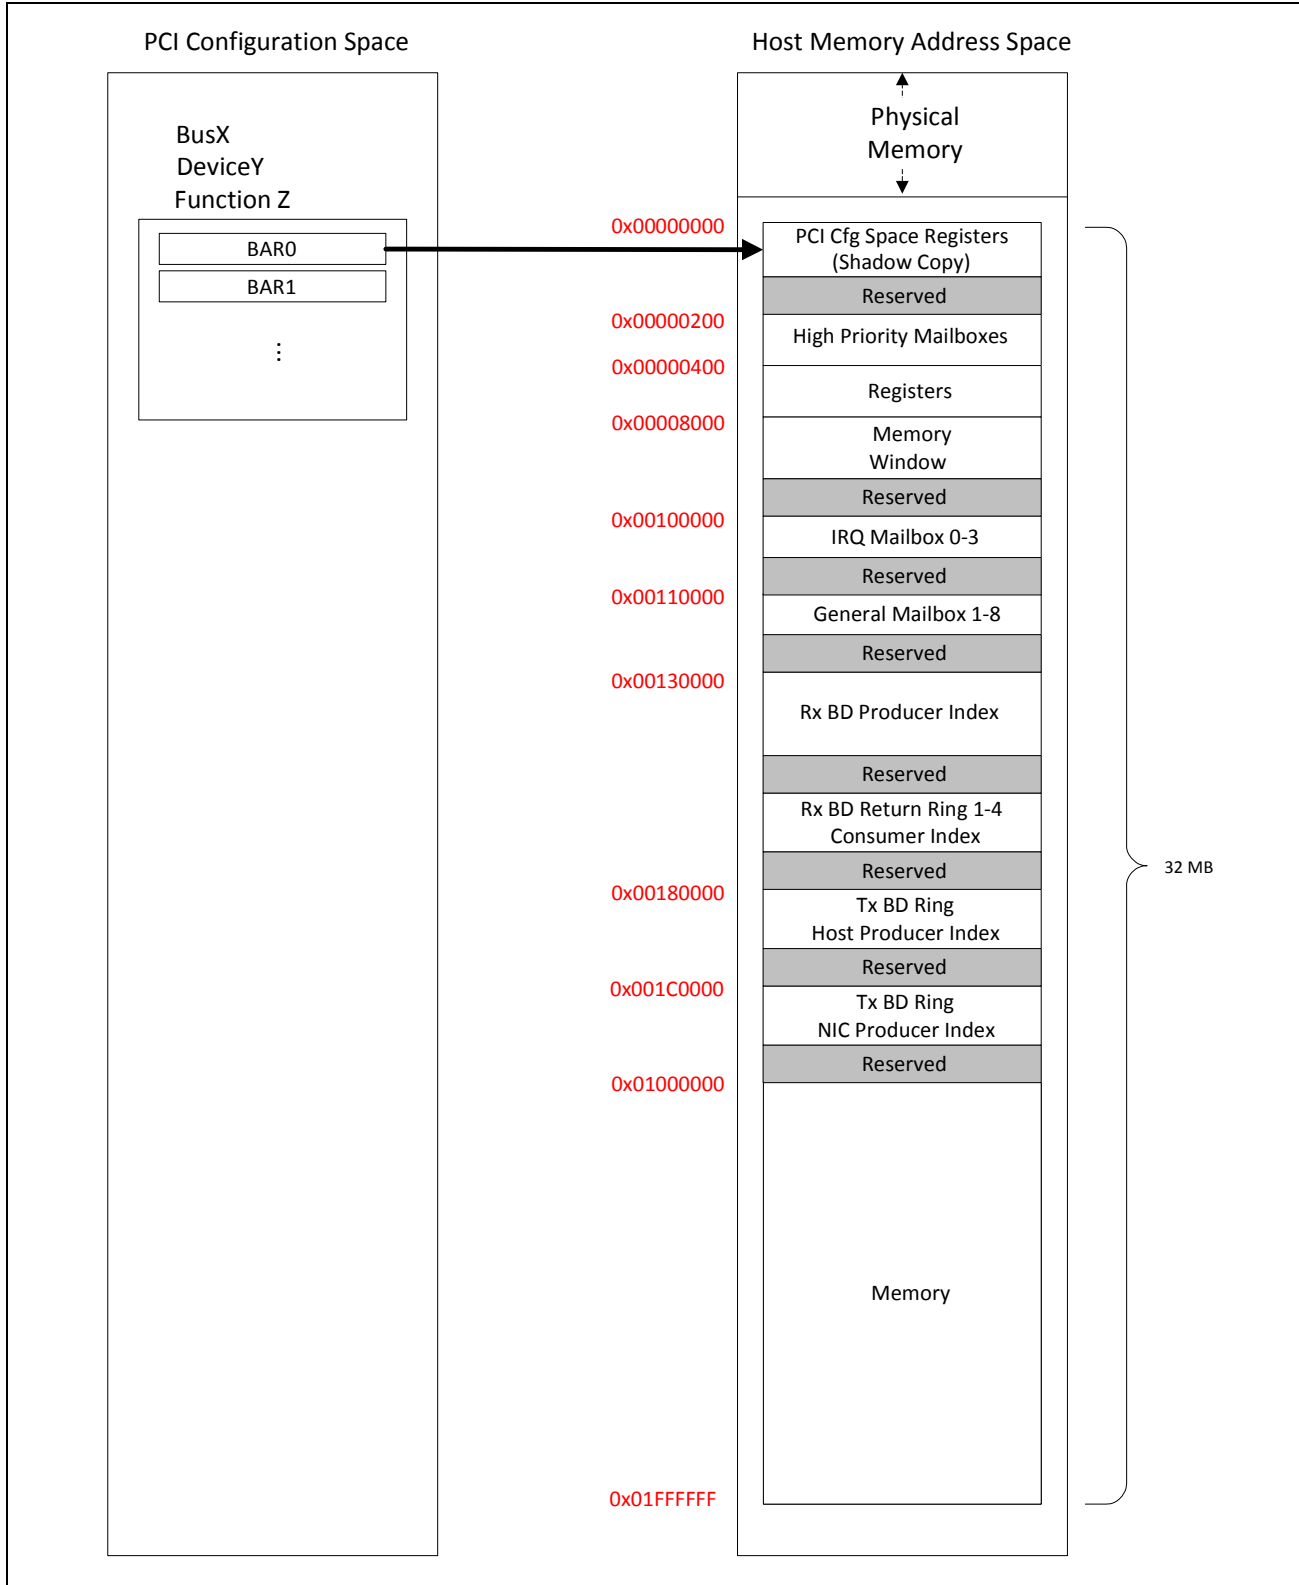 PCI Configuration Space
BusX
DeviceY
Function Z
BAR0
BAR1
⋮
Host Memory Address Space
Physical
Memory
0x00000000
PCI Cfg Space Registers
(Shadow Copy)
Reserved
0x00000200
High Priority Mailboxes
0x00000400
Registers
0x00008000
Memory
Window
Reserved
0x00100000
IRQ Mailbox 0-3
Reserved
0x00110000
General Mailbox 1-8
Reserved
0x00130000
Rx BD Producer Index
Reserved
Rx BD Return Ring 1-4
Consumer Index
Reserved
0x00180000
Tx BD Ring
Host Producer Index
Reserved
0x001C0000
Tx BD Ring
NIC Producer Index
Reserved
0x01000000
Memory
0x01FFFFFF
32 MB